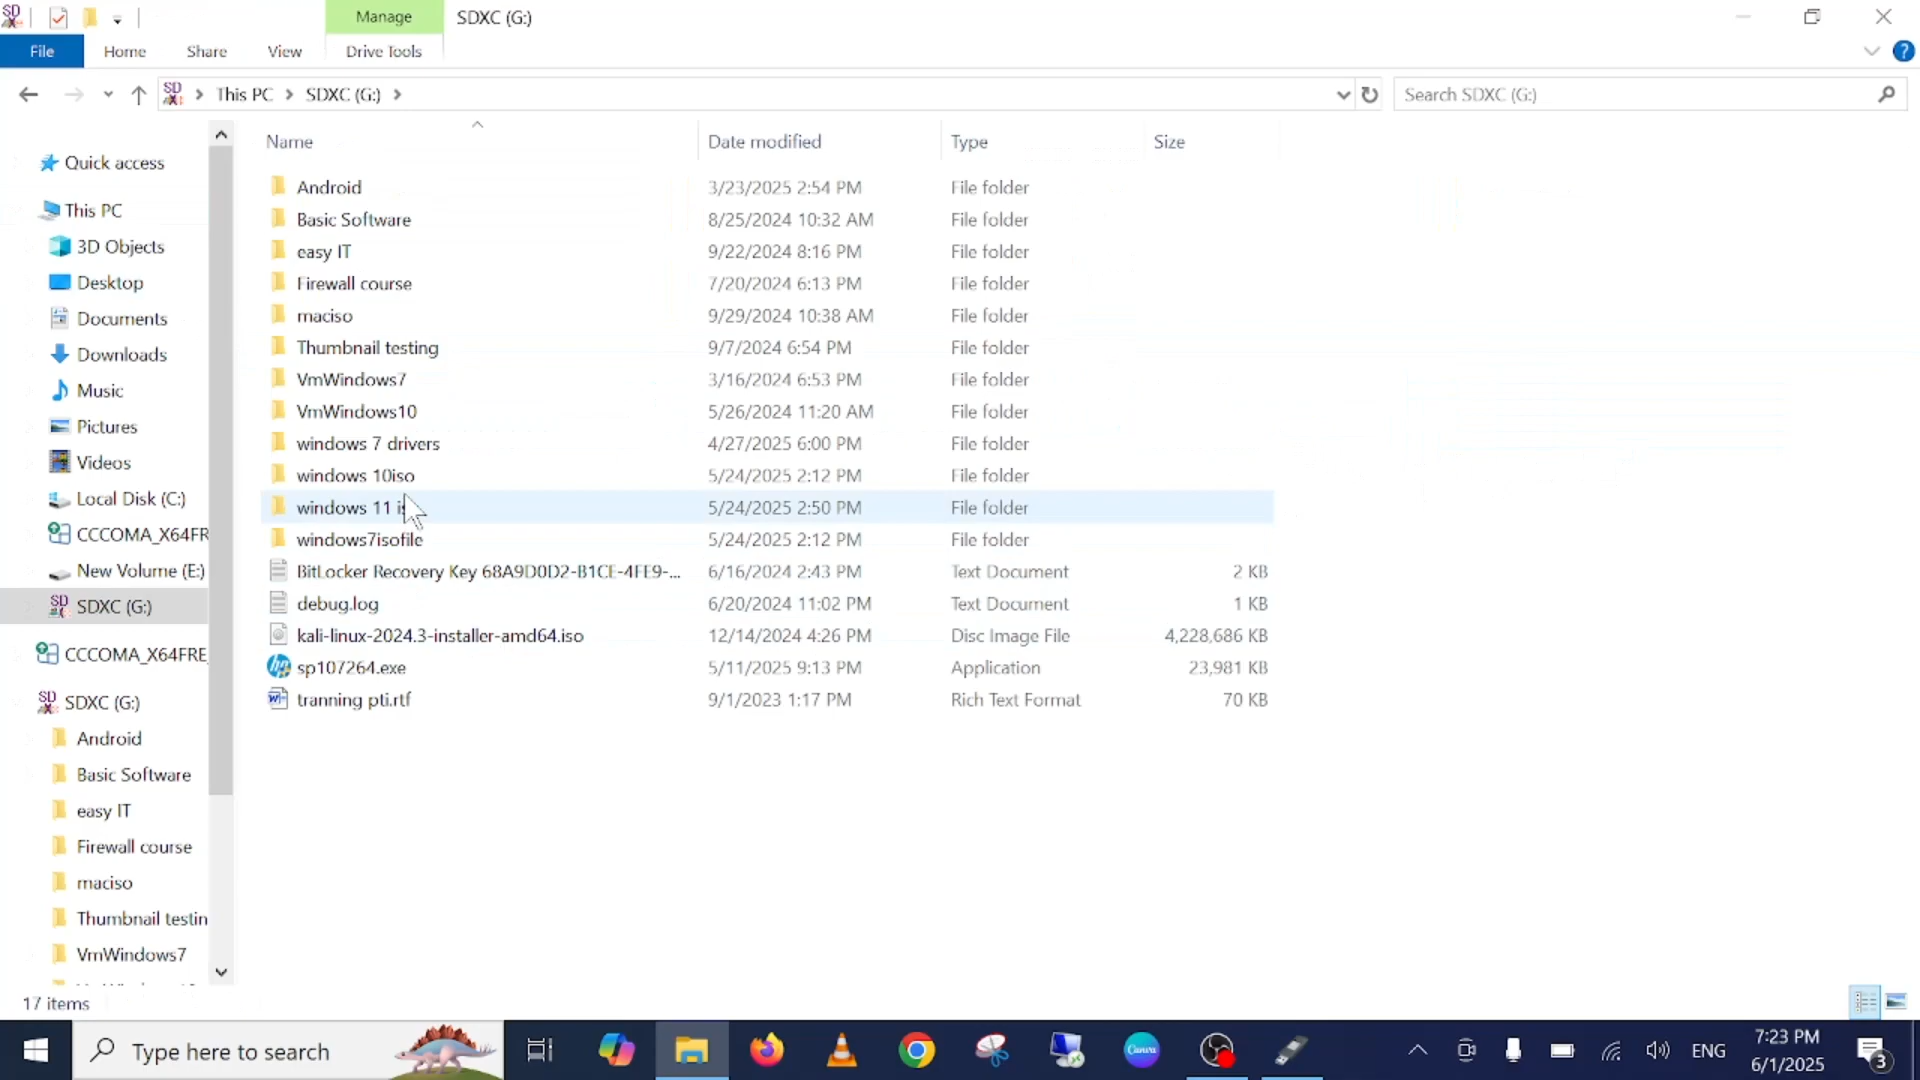 Manage
SDXC (G:)
File
Home
Share
View
Drive Tools
This PC
SDXC (G:)
Search SDXC (G:)
Name
Date modified
Type
Size
Quick access
This PC
3D Objects
Desktop
Documents
Downloads
Music
Pictures
Videos
Local Disk (C:)
CCCOMA_X64FR
New Volume (E:)
SDXC (G:)
CCCOMA_X64FRE_
SDXC (G:)
Android
Basic Software
easy IT
Firewall course
maciso
Thumbnail testin
VmWindows7
Android 3/23/2025 2:54 PM File folder
Basic Software 8/25/2024 10:32 AM File folder
easy IT 9/22/2024 8:16 PM File folder
Firewall course 7/20/2024 6:13 PM File folder
maciso 9/29/2024 10:38 AM File folder
Thumbnail testing 9/7/2024 6:54 PM File folder
VmWindows7 3/16/2024 6:53 PM File folder
VmWindows10 5/26/2024 11:20 AM File folder
windows 7 drivers 4/27/2025 6:00 PM File folder
windows 10iso 5/24/2025 2:12 PM File folder
windows 11 5/24/2025 2:50 PM File folder
windows7isofile 5/24/2025 2:12 PM File folder
BitLocker Recovery Key 68A9D0D2-B1CE-4FE9-... 6/16/2024 2:43 PM Text Document 2 KB
debug.log 6/20/2024 11:02 PM Text Document 1 KB
kali-linux-2024.3-installer-amd64.iso 12/14/2024 4:26 PM Disc Image File 4,228,686 KB
sp107264.exe 5/11/2025 9:13 PM Application 23,981 KB
tranning pti.rtf 9/1/2023 1:17 PM Rich Text Format 70 KB
17 items
Type here to search
Canva
ENG
7:23 PM
6/1/2025
3